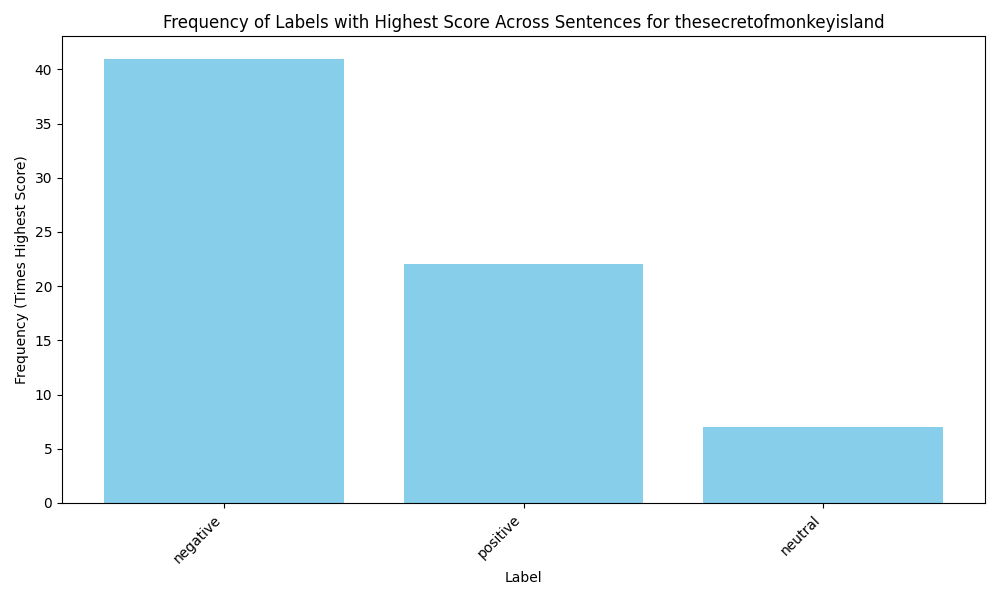 Frequency of Labels with Highest Score Across Sentences for thesecretofmonkeyisland
Frequency (Times Highest Score)
40
35
30
25
20
15
10
5
0
negative
positive
neutral
Label